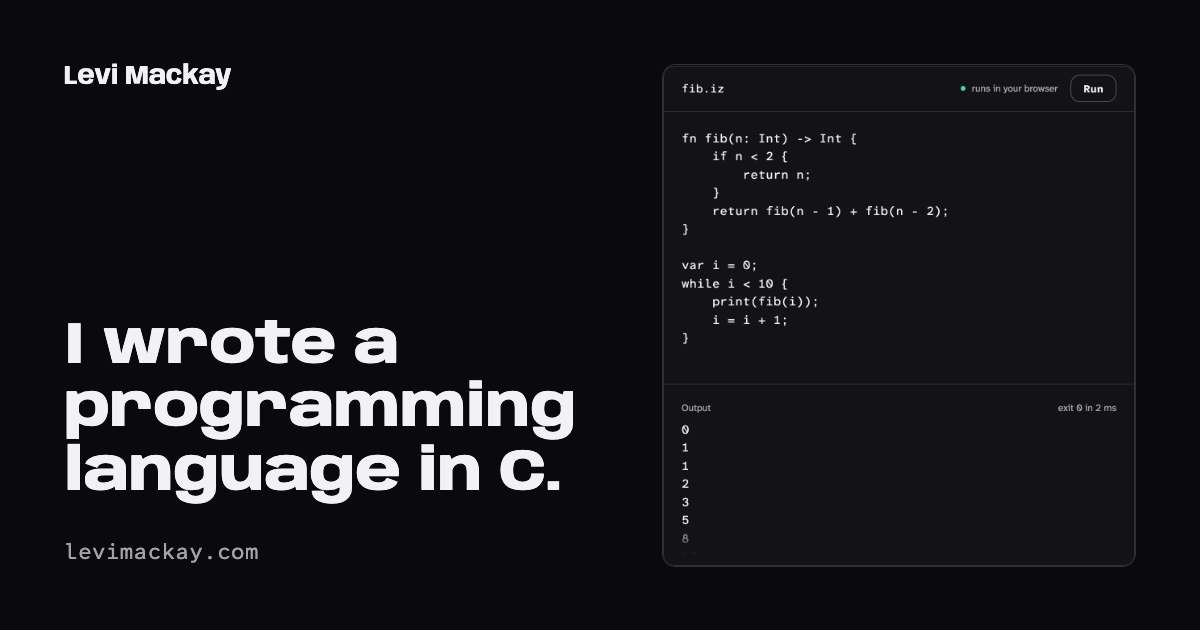 Levi Mackay
I wrote a
programming
language in C.
levimackay.com
fib.iz
runs in your browser
Run
fn fib(n: Int) -> Int {
    if n < 2 {
        return n;
    }
    return fib(n - 1) + fib(n - 2);
}

var i = 0;
while i < 10 {
    print(fib(i));
    i = i + 1;
}
Output
exit 0 in 2 ms
0
1
1
2
3
5
8